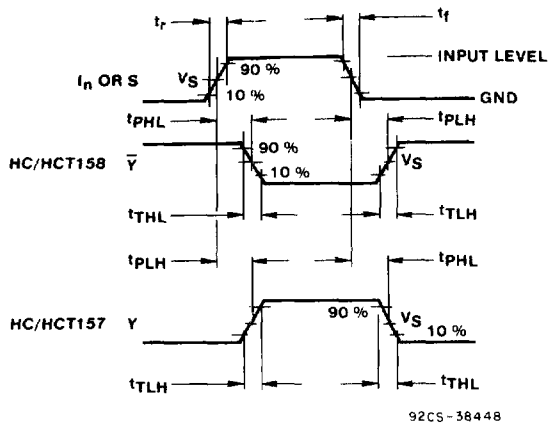 tr tf
INPUT LEVEL
In OR S VS 90 % 10 % GND
tPHL tPLH
HC/HCT158 Y 90 % 10 % VS
tTHL tTLH
tPLH tPHL
HC/HCT157 Y 90 % VS 10 %
tTLH tTHL
92CS-38448